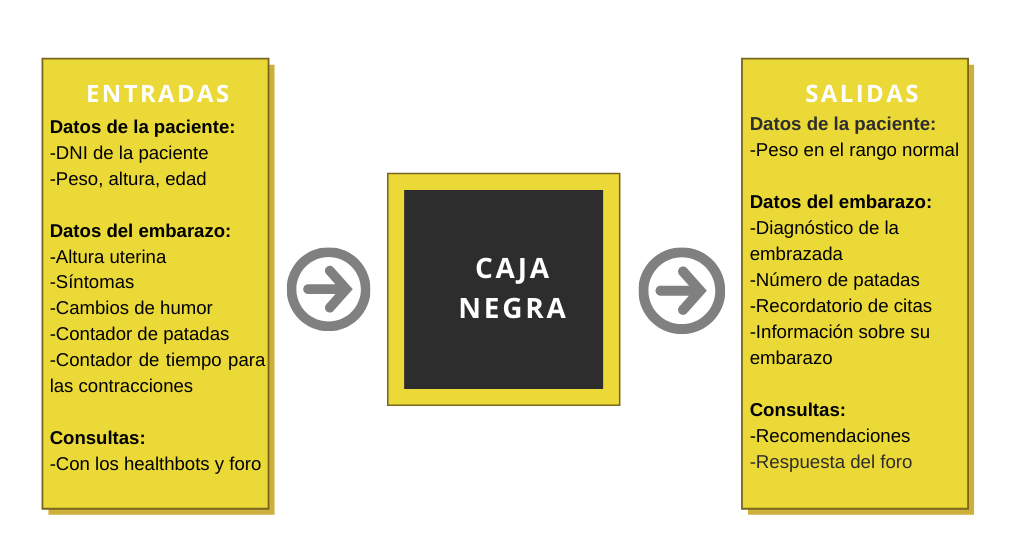 ENTRADAS
Datos de la paciente:
-DNI de la paciente
-Peso, altura, edad
Datos del embarazo:
-Altura uterina
-Síntomas
-Cambios de humor
-Contador de patadas
-Contador de tiempo para
las contracciones
Consultas:
-Con los healthbots y foro
CAJA
NEGRA
SALIDAS
Datos de la paciente:
-Peso en el rango normal
Datos del embarazo:
-Diagnóstico de la
embrazada
-Número de patadas
-Recordatorio de citas
-Información sobre su
embarazo
Consultas:
-Recomendaciones
-Respuesta del foro